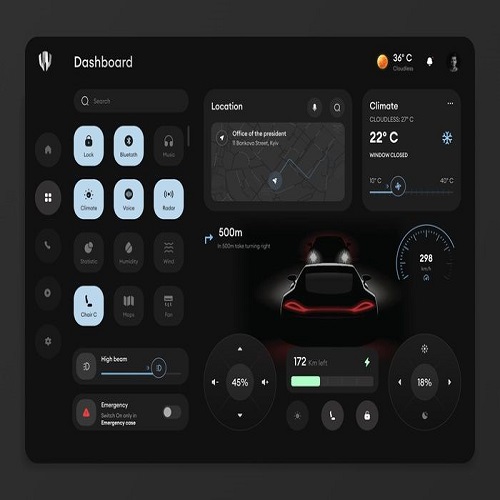 Dashboard
36° C
Cloudless
Search
Lock
Bluetoth
Music
Climate
Voice
Radar
Statistic
Humidity
Wind
Chair C
Maps
Fan
High beam
Emergency
Switch On only in
Emergency case
Location
Office of the president
11 Bankova Street, Kyiv
Climate
CLOUDLESS: 27° C
22° C
WINDOW CLOSED
10° C
40° C
500m
In 500m take turning right
298
km/h
45%
172 Km left
18%